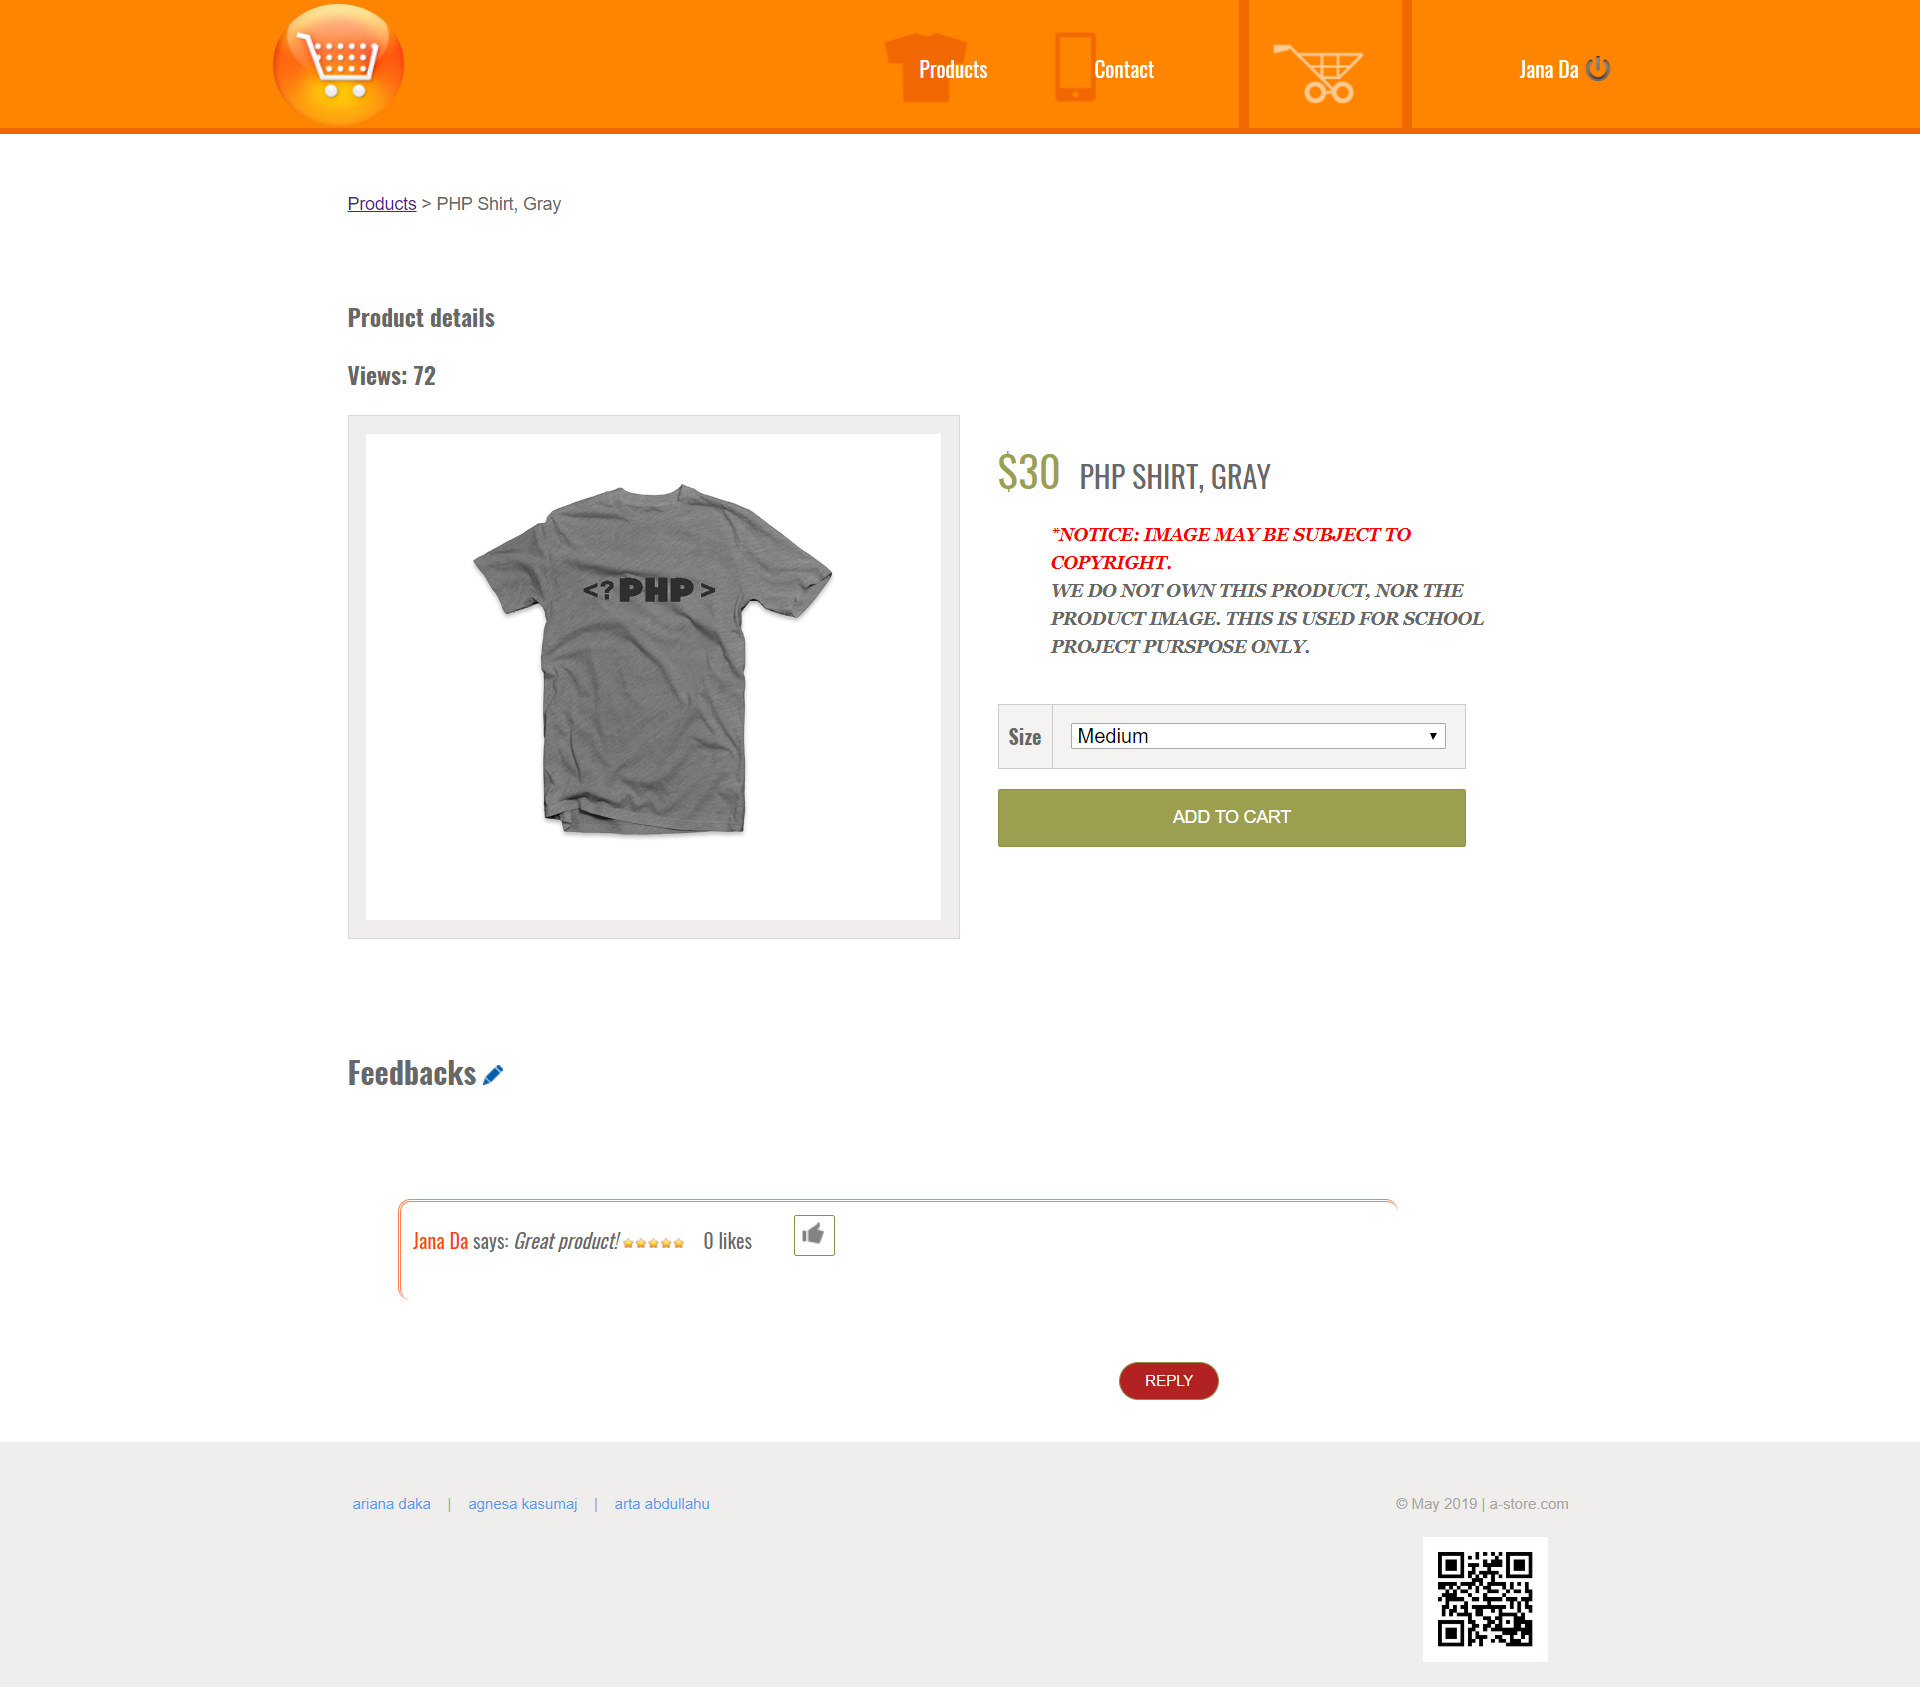 Products
Contact
Jana Da
Products > PHP Shirt, Gray
Product details
Views: 72
<?PHP >
$30 PHP SHIRT, GRAY
*NOTICE: IMAGE MAY BE SUBJECT TO
COPYRIGHT.
WE DO NOT OWN THIS PRODUCT, NOR THE
PRODUCT IMAGE. THIS IS USED FOR SCHOOL
PROJECT PURSPOSE ONLY.
Size Medium
ADD TO CART
Feedbacks
Jana Da says: Great product! 0 likes
REPLY
ariana daka | agnesa kasumaj | arta abdullahu
© May 2019 | a-store.com